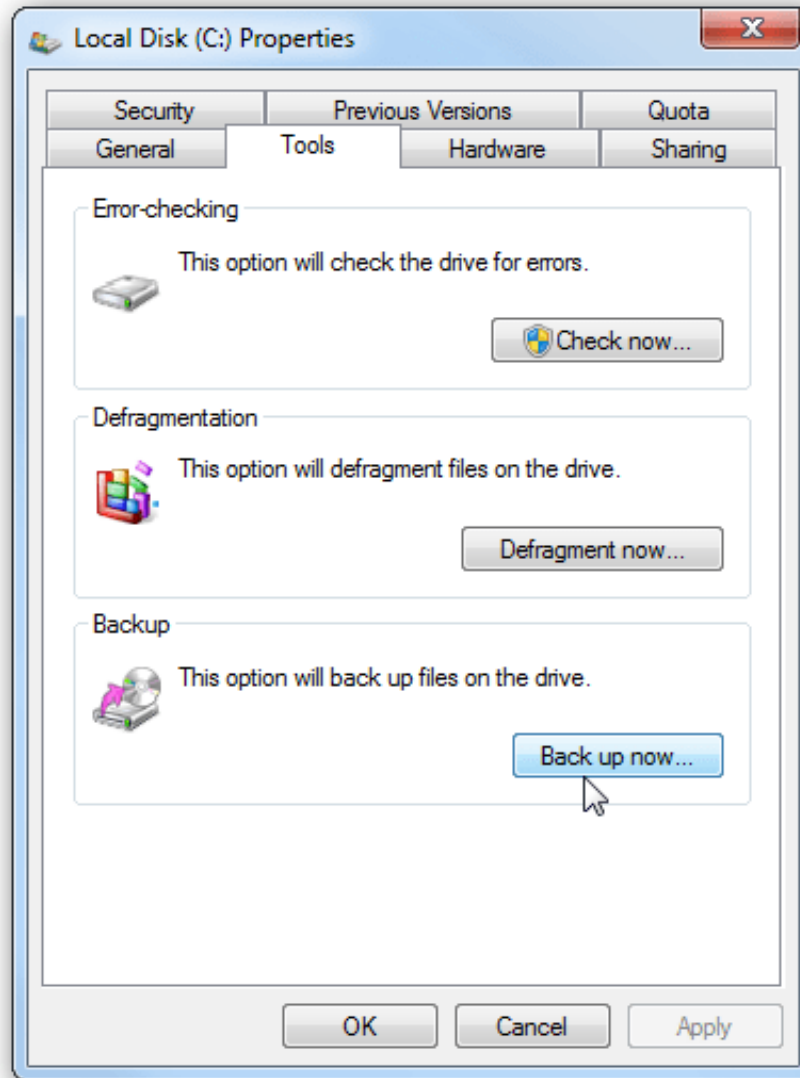 Local Disk (C:) Properties
Security Previous Versions Quota
General Tools Hardware Sharing
Error-checking
This option will check the drive for errors.
Check now...
Defragmentation
This option will defragment files on the drive.
Defragment now...
Backup
This option will back up files on the drive.
Back up now...
OK Cancel Apply